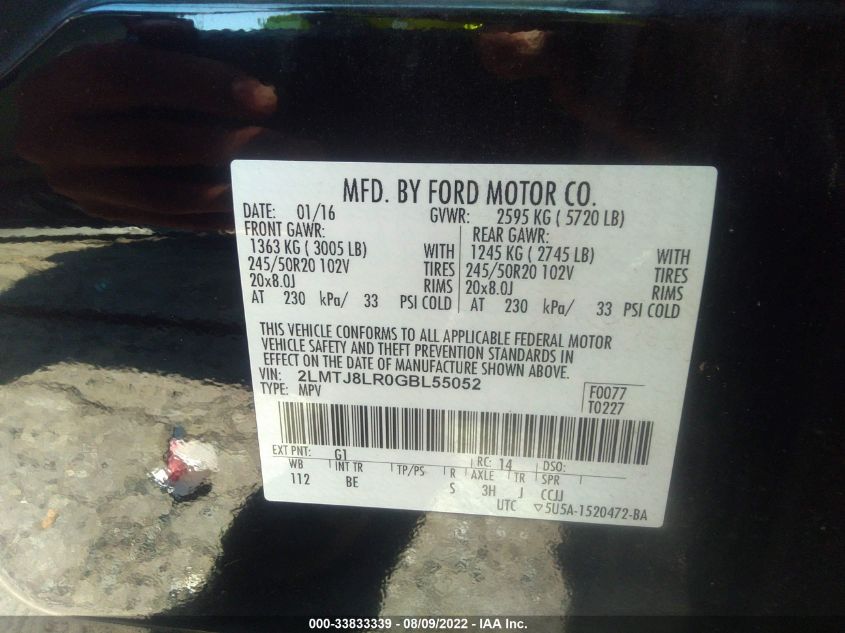 MFD. BY FORD MOTOR CO.
DATE: 01/16 GVWR: 2595 KG ( 5720 LB)
FRONT GAWR: REAR GAWR:
1363 KG ( 3005 LB) WITH 1245 KG ( 2745 LB) WITH
245/50R20 102V TIRES 245/50R20 102V TIRES
20x8.0J RIMS 20x8.0J RIMS
AT 230 kPa/ 33 PSI COLD AT 230 kPa/ 33 PSI COLD
THIS VEHICLE CONFORMS TO ALL APPLICABLE FEDERAL MOTOR
VEHICLE SAFETY AND THEFT PREVENTION STANDARDS IN
EFFECT ON THE DATE OF MANUFACTURE SHOWN ABOVE.
VIN: 2LMTJ8LR0GBL55052 F0077
TYPE: MPV T0227
EXT PNT: G1 RC: 14 DSO:
WB INT TR TP/PS R AXLE TR SPR
112 BE S 3H J CCJJ
UTC ▽5U5A-1520472-BA
000-33833339 — 08/09/2022 — IAA Inc.